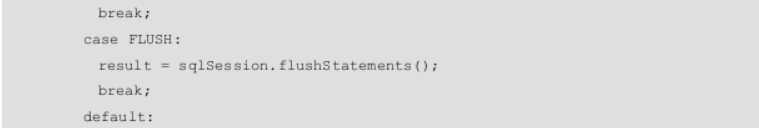 break;
case FLUSH:
result = sqlSession.flushStatements();
break;
default: